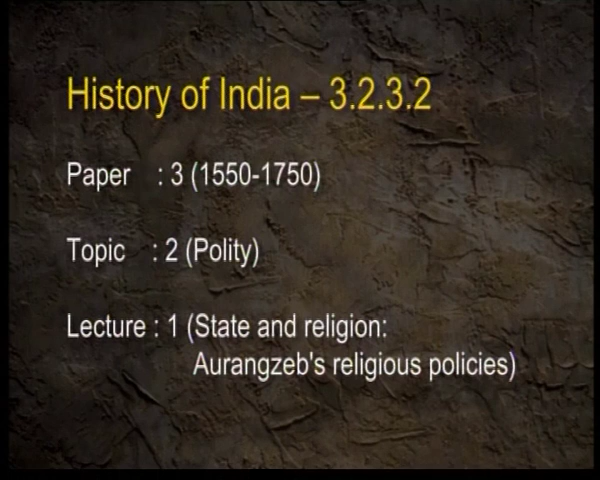 History of India – 3.2.3.2
Paper : 3 (1550-1750)
Topic : 2 (Polity)
Lecture : 1 (State and religion:
Aurangzeb's religious policies)